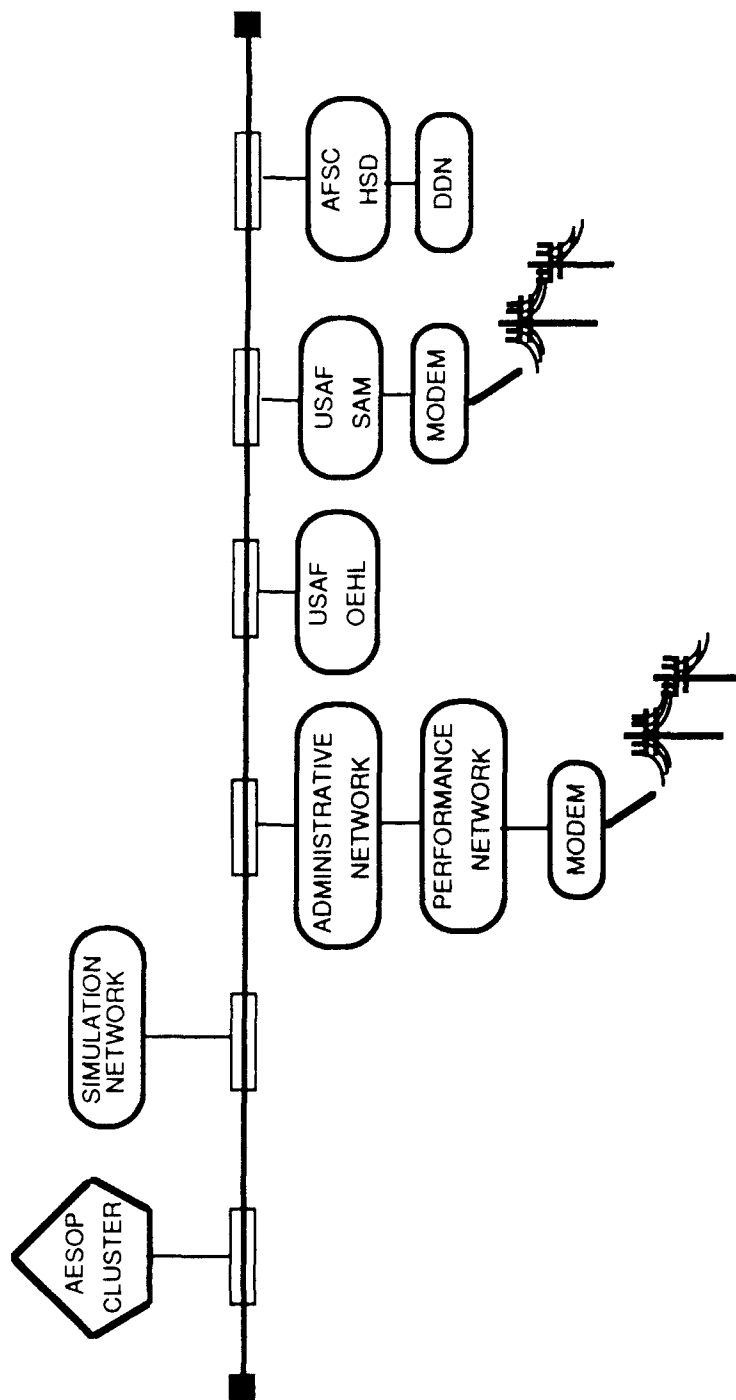 AESOP
CLUSTER
SIMULATION
NETWORK
ADMINISTRATIVE
NETWORK
PERFORMANCE
NETWORK
MODEM
USAF
OEHL
USAF
SAM
MODEM
AFSC
HSD
DDN